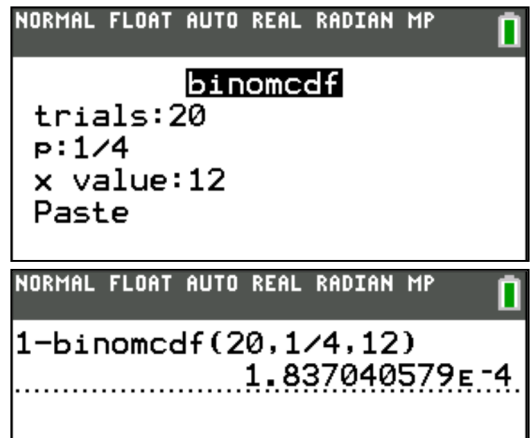 NORMAL FLOAT AUTO REAL RADIAN MP
binomcdf
trials:20
p:1/4
x value:12
Paste
NORMAL FLOAT AUTO REAL RADIAN MP
1-binomcdf(20,1/4,12)
1.837040579ᴇ-4